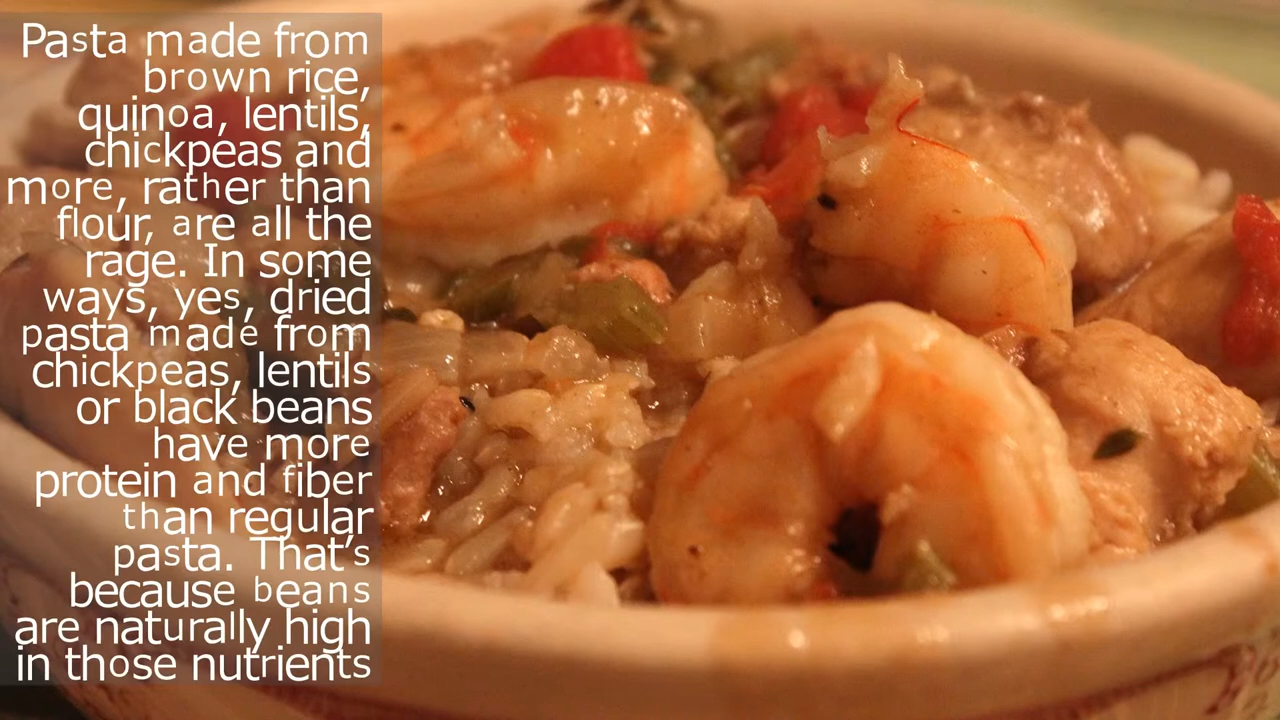 Pasta made from
brown rice,
quinoa, lentils,
chickpeas and
more, rather than
flour, are all the
rage. In some
ways, yes, dried
pasta made from
chickpeas, lentils
or black beans
have more
protein and fiber
than regular
pasta. That’s
because beans
are naturally high
in those nutrients